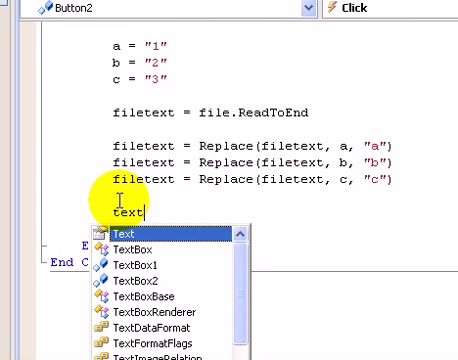 Button2
Click
a = "1"
b = "2"
c = "3"
filetext = file.ReadToEnd
filetext = Replace(filetext, a, "a")
filetext = Replace(filetext, b, "b")
filetext = Replace(filetext, c, "c")
text
Text
E
TextBox
End C
TextBox1
TextBox2
TextBoxBase
TextBoxRenderer
TextDataFormat
TextFormatFlags
TextImageRelation